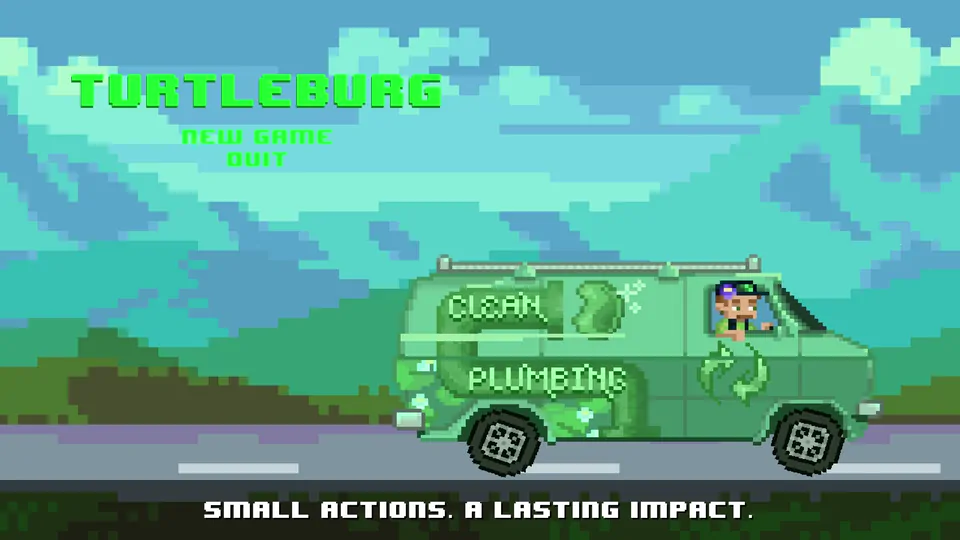 TURTLEBURG
NEW GAME
QUIT
CLEAN
PLUMBING
SMALL ACTIONS. A LASTING IMPACT.